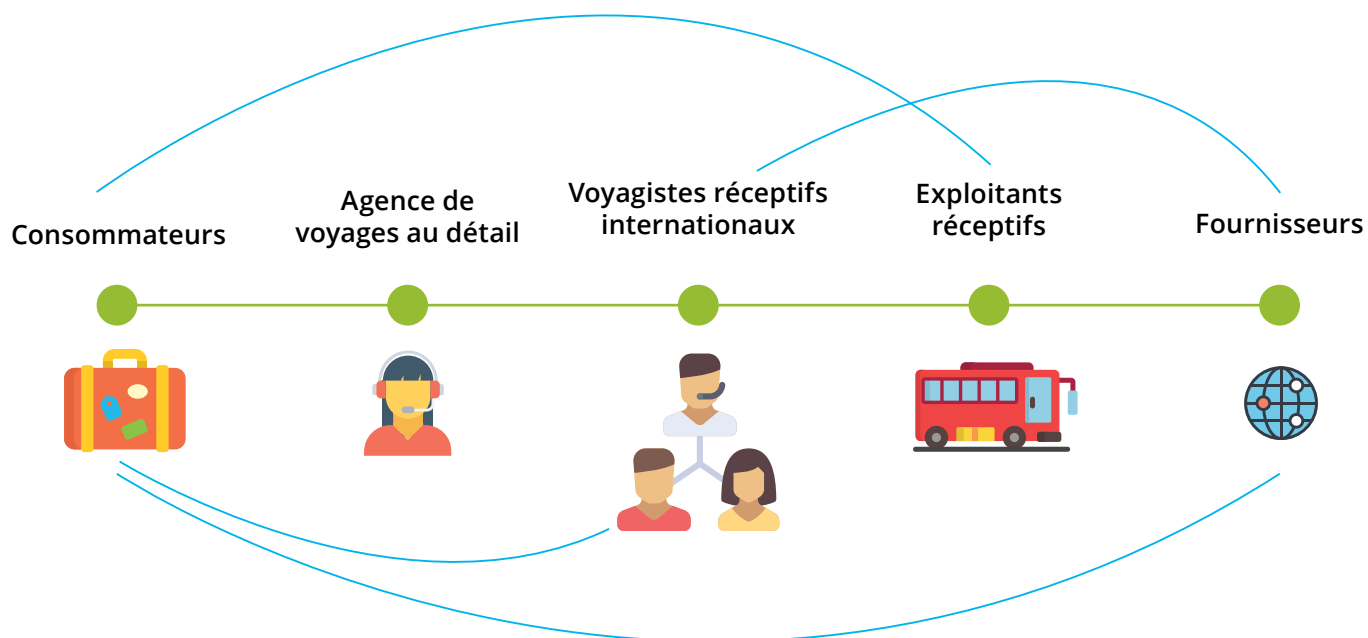 Consommateurs
Agence de
voyages au détail
Voyagistes réceptifs
internationaux
Exploitants
réceptifs
Fournisseurs